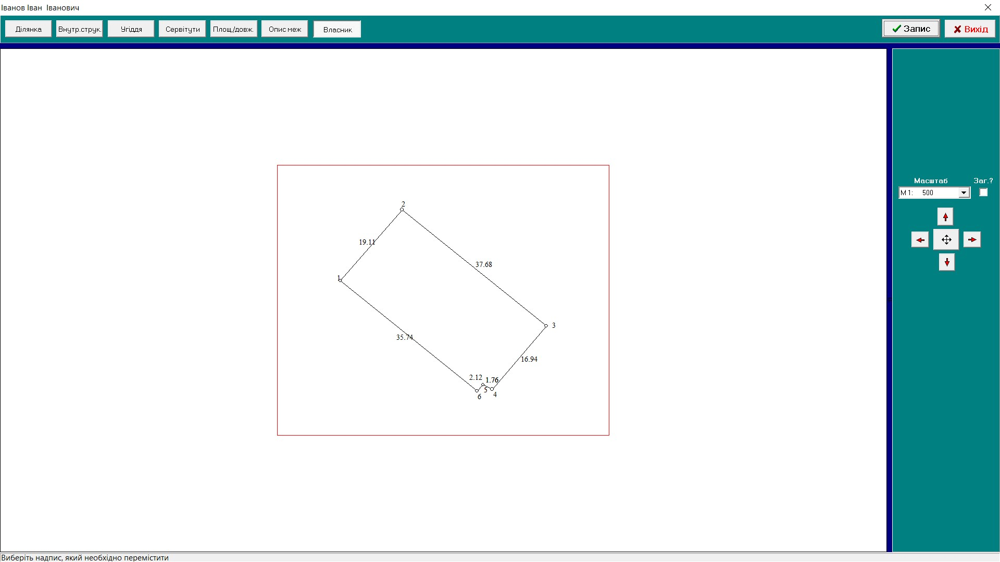 Іванов Іван  Іванович
Ділянка Внутр.струк. Угіддя Сервітути Площ./довж. Опис меж Власник Запис Вихід
Масштаб Заг.?
М 1: 500
2
19.11
37.68
1
3
35.74
16.94
2.12 1.76
5
4
6
Виберіть надпис, який необхідно перемістити